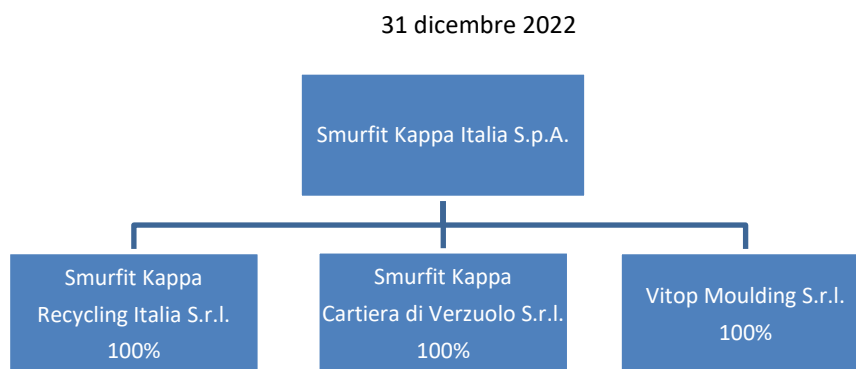 31 dicembre 2022
Smurfit Kappa Italia S.p.A.
Smurfit Kappa
Recycling Italia S.r.l.
100%
Smurfit Kappa
Cartiera di Verzuolo S.r.l.
100%
Vitop Moulding S.r.l.
100%